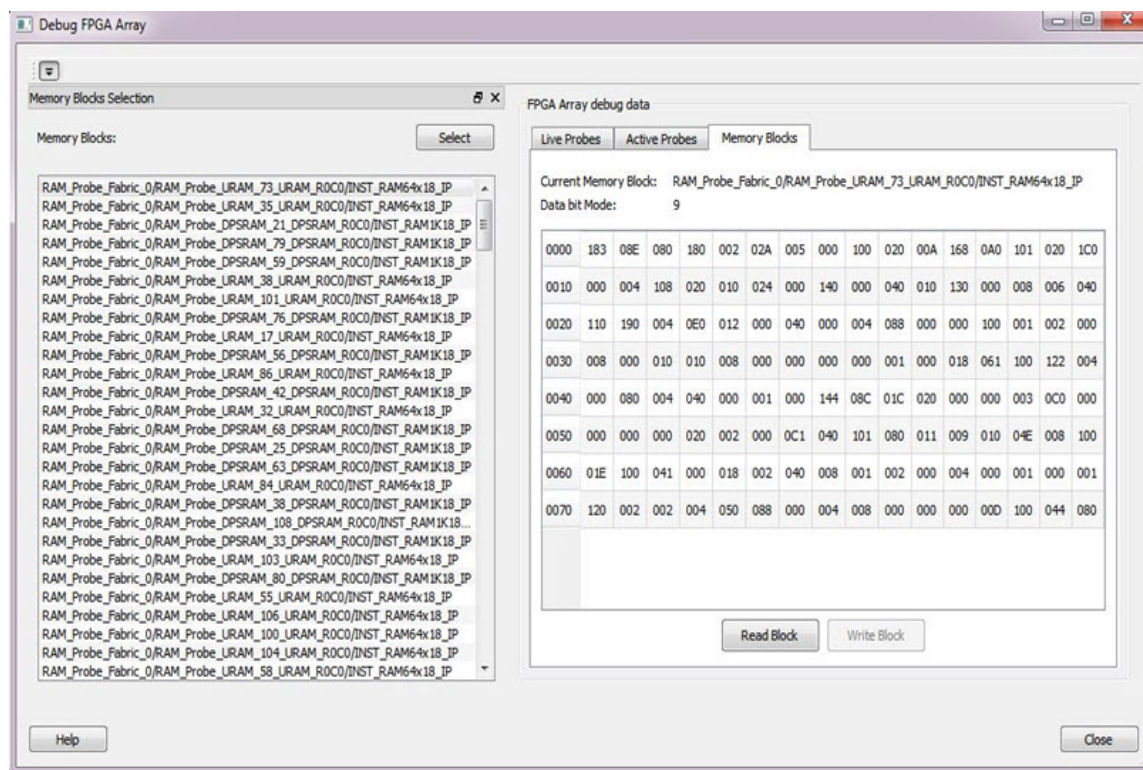 Debug FPGA Array
Memory Blocks Selection
Memory Blocks:
Select
RAM_Probe_Fabric_0/RAM_Probe_URAM_73_URAM_R0C0/INST_RAM64x18_IP
RAM_Probe_Fabric_0/RAM_Probe_URAM_35_URAM_R0C0/INST_RAM64x18_IP
RAM_Probe_Fabric_0/RAM_Probe_DPSRAM_21_DPSRAM_R0C0/INST_RAM1K18_IP
RAM_Probe_Fabric_0/RAM_Probe_DPSRAM_79_DPSRAM_R0C0/INST_RAM1K18_IP
RAM_Probe_Fabric_0/RAM_Probe_DPSRAM_59_DPSRAM_R0C0/INST_RAM1K18_IP
RAM_Probe_Fabric_0/RAM_Probe_URAM_38_URAM_R0C0/INST_RAM64x18_IP
RAM_Probe_Fabric_0/RAM_Probe_URAM_101_URAM_R0C0/INST_RAM64x18_IP
RAM_Probe_Fabric_0/RAM_Probe_DPSRAM_76_DPSRAM_R0C0/INST_RAM1K18_IP
RAM_Probe_Fabric_0/RAM_Probe_URAM_17_URAM_R0C0/INST_RAM64x18_IP
RAM_Probe_Fabric_0/RAM_Probe_DPSRAM_56_DPSRAM_R0C0/INST_RAM1K18_IP
RAM_Probe_Fabric_0/RAM_Probe_URAM_86_URAM_R0C0/INST_RAM64x18_IP
RAM_Probe_Fabric_0/RAM_Probe_DPSRAM_42_DPSRAM_R0C0/INST_RAM1K18_IP
RAM_Probe_Fabric_0/RAM_Probe_URAM_32_URAM_R0C0/INST_RAM64x18_IP
RAM_Probe_Fabric_0/RAM_Probe_DPSRAM_68_DPSRAM_R0C0/INST_RAM1K18_IP
RAM_Probe_Fabric_0/RAM_Probe_DPSRAM_25_DPSRAM_R0C0/INST_RAM1K18_IP
RAM_Probe_Fabric_0/RAM_Probe_DPSRAM_63_DPSRAM_R0C0/INST_RAM1K18_IP
RAM_Probe_Fabric_0/RAM_Probe_URAM_84_URAM_R0C0/INST_RAM64x18_IP
RAM_Probe_Fabric_0/RAM_Probe_DPSRAM_38_DPSRAM_R0C0/INST_RAM1K18_IP
RAM_Probe_Fabric_0/RAM_Probe_DPSRAM_108_DPSRAM_R0C0/INST_RAM1K18...
RAM_Probe_Fabric_0/RAM_Probe_DPSRAM_33_DPSRAM_R0C0/INST_RAM1K18_IP
RAM_Probe_Fabric_0/RAM_Probe_URAM_103_URAM_R0C0/INST_RAM64x18_IP
RAM_Probe_Fabric_0/RAM_Probe_DPSRAM_80_DPSRAM_R0C0/INST_RAM1K18_IP
RAM_Probe_Fabric_0/RAM_Probe_URAM_55_URAM_R0C0/INST_RAM64x18_IP
RAM_Probe_Fabric_0/RAM_Probe_URAM_106_URAM_R0C0/INST_RAM64x18_IP
RAM_Probe_Fabric_0/RAM_Probe_URAM_100_URAM_R0C0/INST_RAM64x18_IP
RAM_Probe_Fabric_0/RAM_Probe_URAM_104_URAM_R0C0/INST_RAM64x18_IP
RAM_Probe_Fabric_0/RAM_Probe_URAM_58_URAM_R0C0/INST_RAM64x18_IP
FPGA Array debug data
Live Probes Active Probes Memory Blocks
Current Memory Block: RAM_Probe_Fabric_0/RAM_Probe_URAM_73_URAM_R0C0/INST_RAM64x18_IP
Data bit Mode: 9
0000 183 08E 080 180 002 02A 005 000 100 020 00A 168 0A0 101 020 1C0
0010 000 004 108 020 010 024 000 140 000 040 010 130 000 008 006 040
0020 110 190 004 0E0 012 000 040 000 004 088 000 000 100 001 002 000
0030 008 000 010 010 008 000 000 000 000 001 000 018 061 100 122 004
0040 000 080 004 040 000 001 000 144 08C 01C 020 000 000 003 0C0 000
0050 000 000 000 020 002 000 0C1 040 101 080 011 009 010 04E 008 100
0060 01E 100 041 000 018 002 040 008 001 002 000 004 000 001 000 001
0070 120 002 002 004 050 088 000 004 008 000 000 000 00D 100 044 080
Read Block Write Block
Help
Close